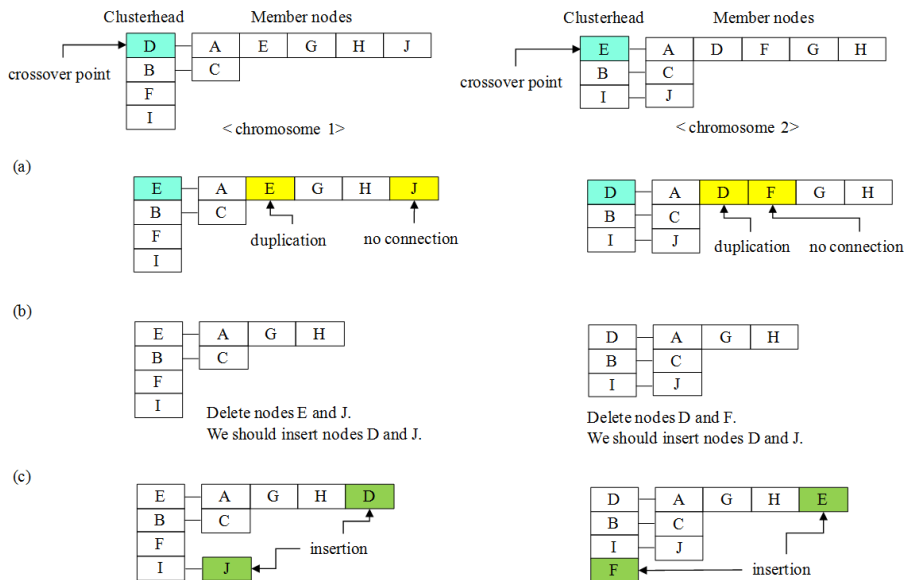 Clusterhead Member nodes
D A E G H J
crossover point
B C
F
I
< chromosome 1>
Clusterhead Member nodes
E A D F G H
crossover point
B C
I J
< chromosome 2>
(a)
E A E G H J
B C
F
I
duplication
no connection
D A D F G H
B C
I J
duplication
no connection
(b)
E A G H
B C
F
I
Delete nodes E and J.
We should insert nodes D and J.
D A G H
B C
I J
Delete nodes D and F.
We should insert nodes D and J.
(c)
E A G H D
B C
F
I J
insertion
D A G H E
B C
I J
F
insertion